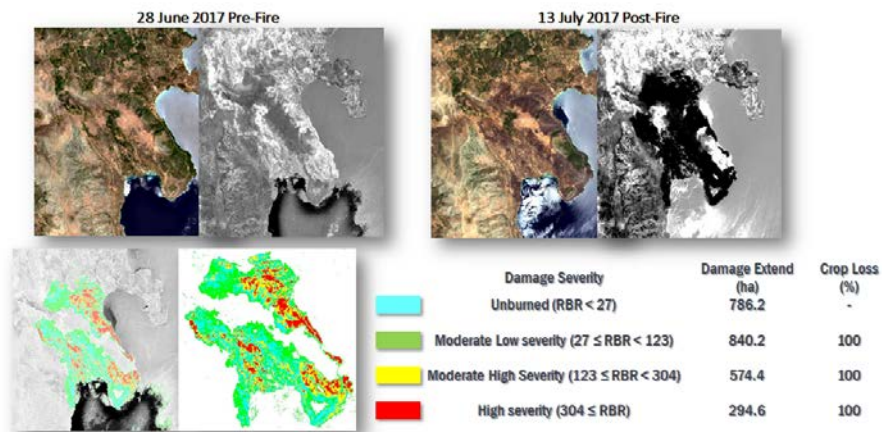 28 June 2017 Pre-Fire
13 July 2017 Post-Fire
Damage Severity
Damage Extend
(ha)
Crop Loss
(%)
Unburned (RBR < 27) 786.2 -
Moderate Low severity (27 ≤ RBR < 123) 840.2 100
Moderate High Severity (123 ≤ RBR < 304) 574.4 100
High severity (304 ≤ RBR) 294.6 100